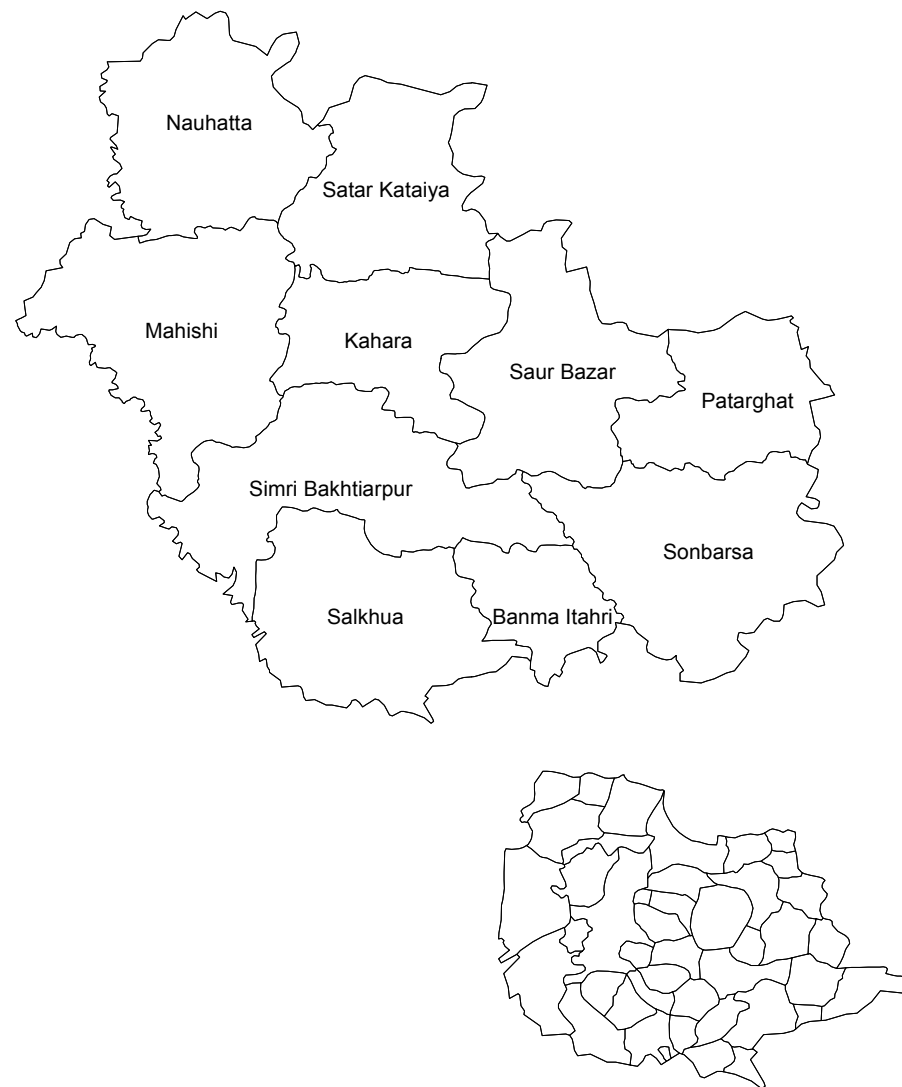 Nauhatta
Satar Kataiya
Mahishi
Kahara
Saur Bazar
Patarghat
Simri Bakhtiarpur
Sonbarsa
Salkhua
Banma Itahri